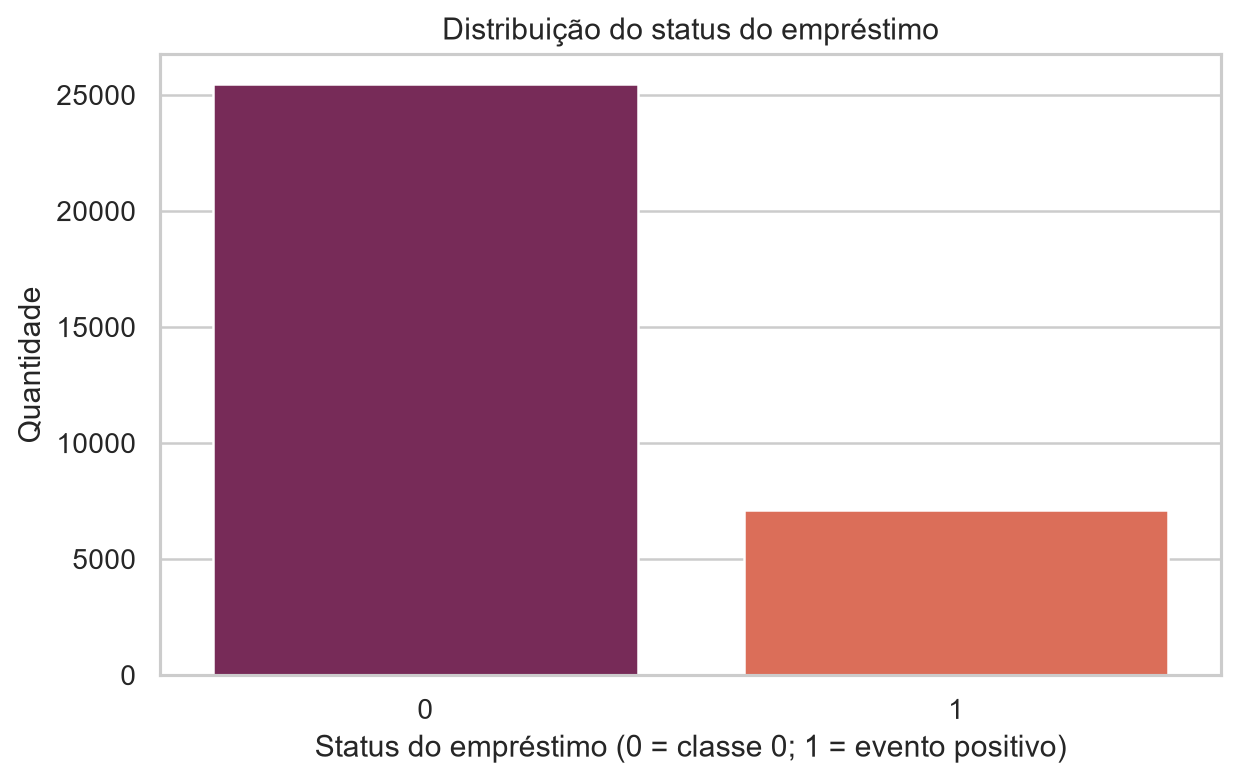 Distribuição do status do empréstimo
25000
20000
15000
10000
5000
0
Quantidade
0 1
Status do empréstimo (0 = classe 0; 1 = evento positivo)